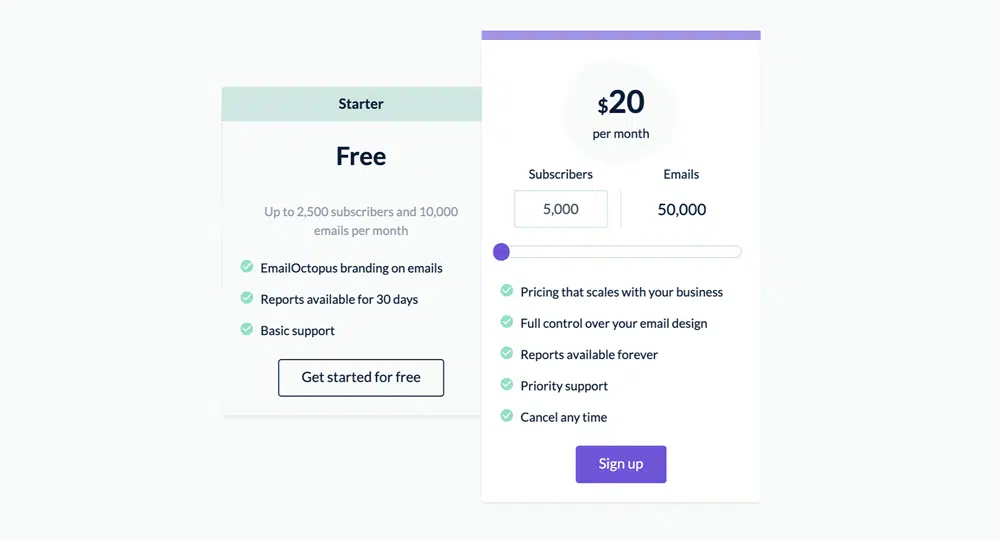 Starter
Free
Up to 2,500 subscribers and 10,000
emails per month
EmailOctopus branding on emails
Reports available for 30 days
Basic support
Get started for free
$20
per month
Subscribers
Emails
5,000
50,000
Pricing that scales with your business
Full control over your email design
Reports available forever
Priority support
Cancel any time
Sign up